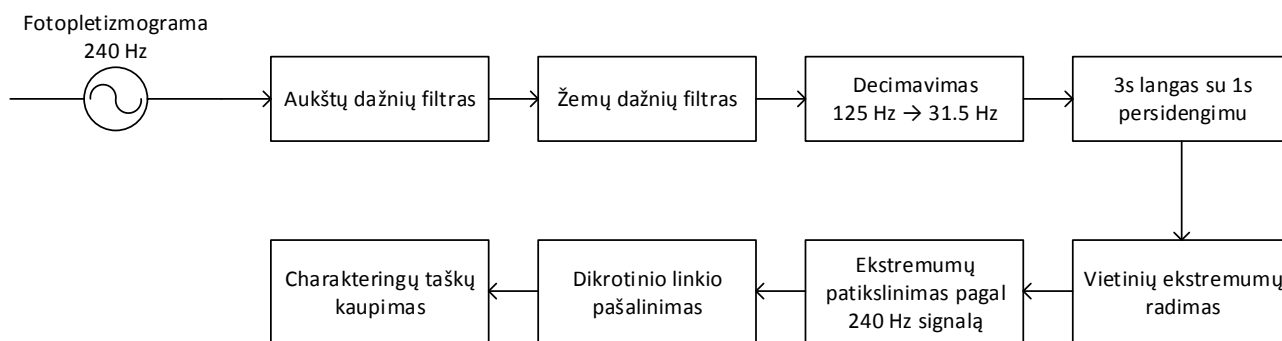 Fotopletizmograma
240 Hz
Aukštų dažnių filtras
Žemų dažnių filtras
Decimavimas
125 Hz → 31.5 Hz
3s langas su 1s
persidengimu
Charakteringų taškų
kaupimas
Dikrotinio linkio
pašalinimas
Ekstremumų
patikslinimas pagal
240 Hz signalą
Vietinių ekstremumų
radimas